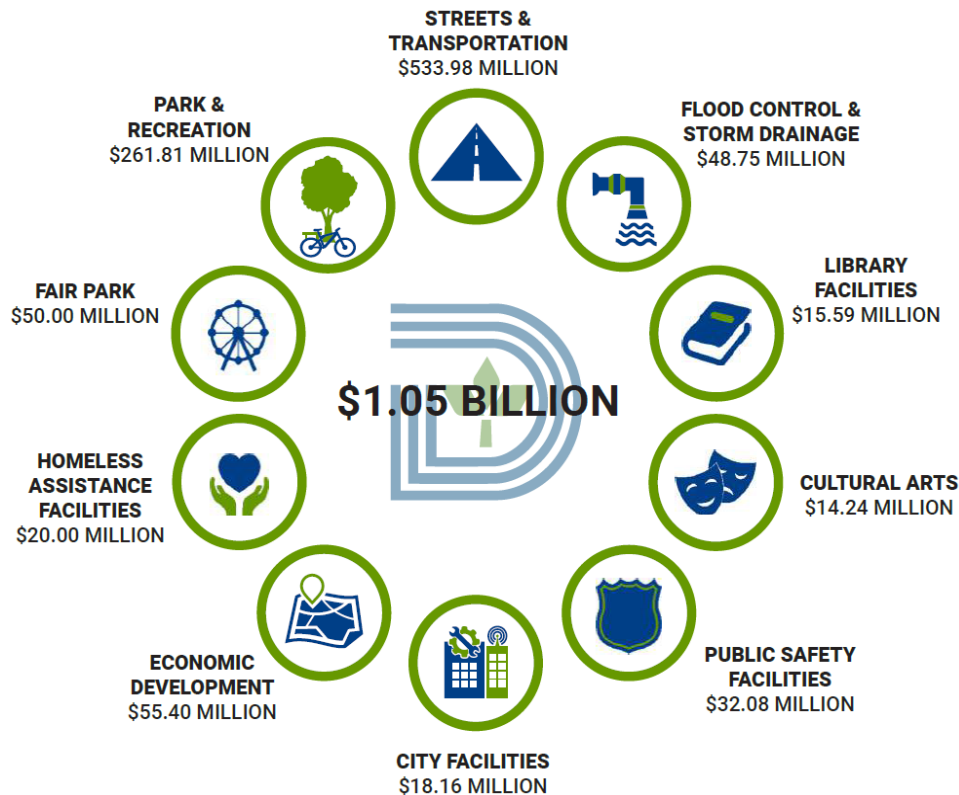 STREETS &
TRANSPORTATION
$533.98 MILLION
PARK &
RECREATION
$261.81 MILLION
FLOOD CONTROL &
STORM DRAINAGE
$48.75 MILLION
FAIR PARK
$50.00 MILLION
LIBRARY
FACILITIES
$15.59 MILLION
$1.05 BILLION
HOMELESS
ASSISTANCE
FACILITIES
$20.00 MILLION
CULTURAL ARTS
$14.24 MILLION
ECONOMIC
DEVELOPMENT
$55.40 MILLION
PUBLIC SAFETY
FACILITIES
$32.08 MILLION
CITY FACILITIES
$18.16 MILLION